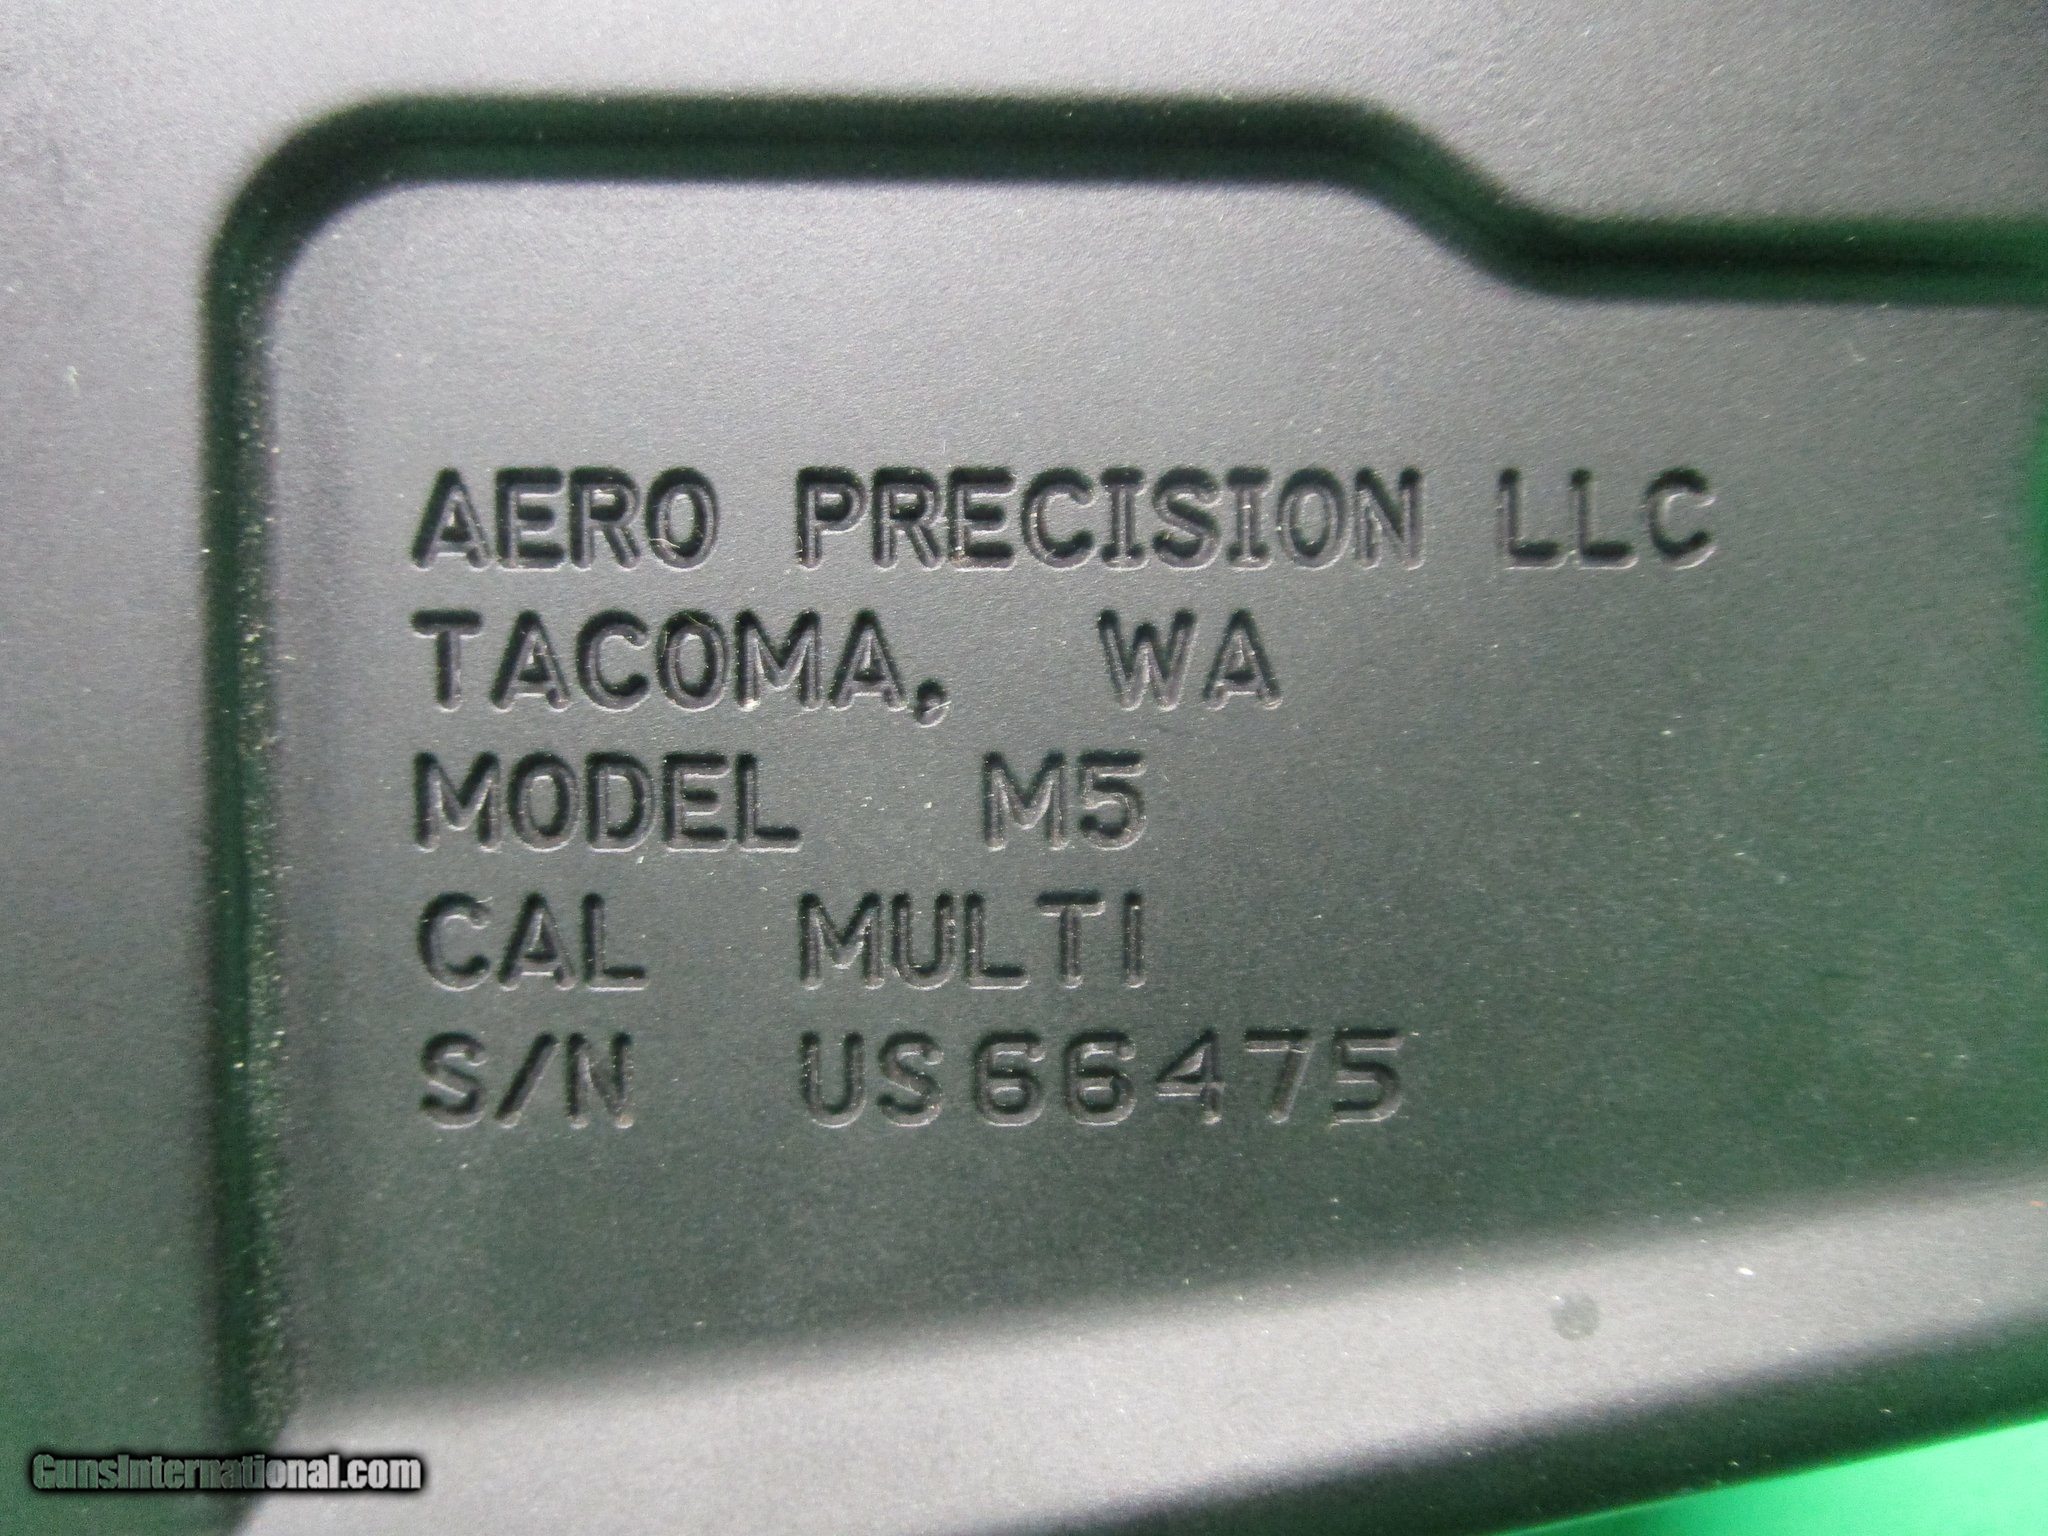 AERO PRECISION LLC
TACOMA, WA
MODEL M5
CAL MULTI
S/N US66475
GunsInternational.com